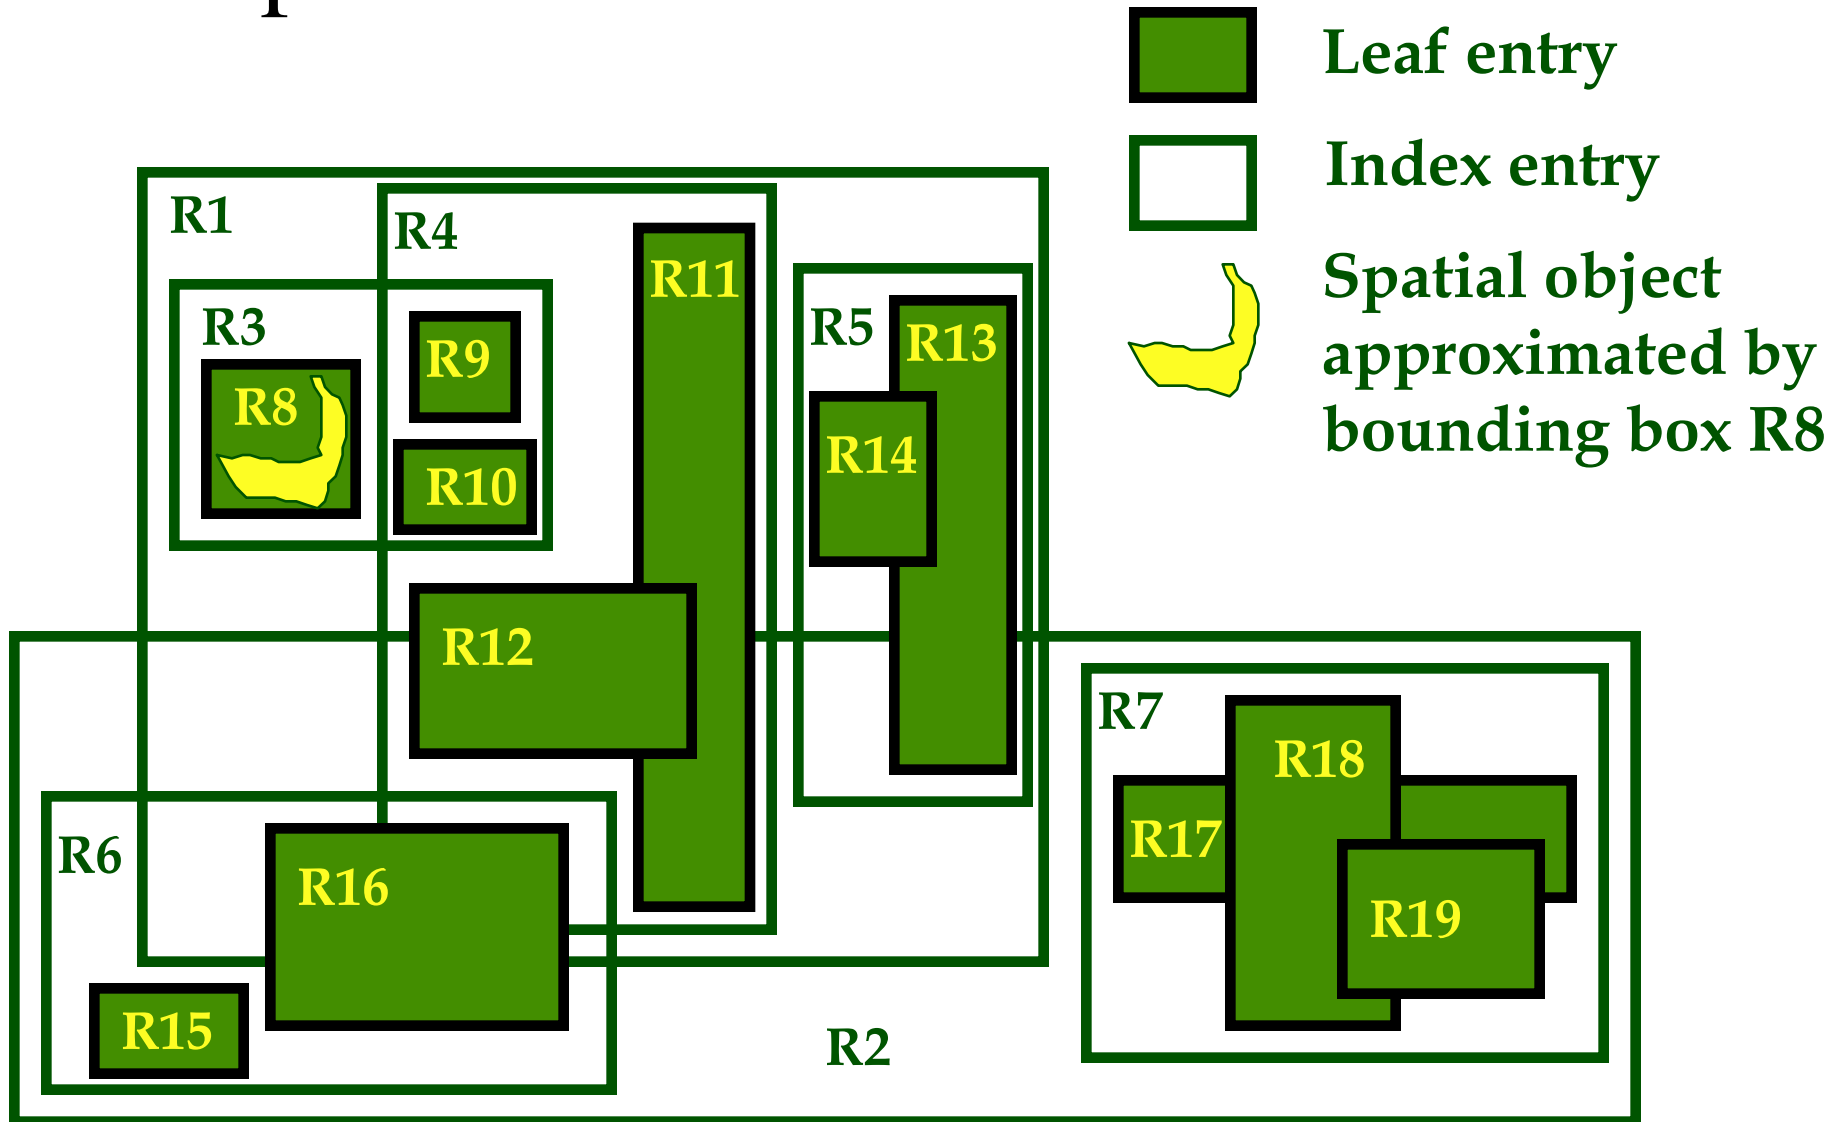 Leaf entry
Index entry
Spatial object
approximated by
bounding box R8
R1
R4
R11
R3
R9
R5
R13
R8
R14
R10
R12
R7
R18
R17
R6
R16
R19
R15
R2